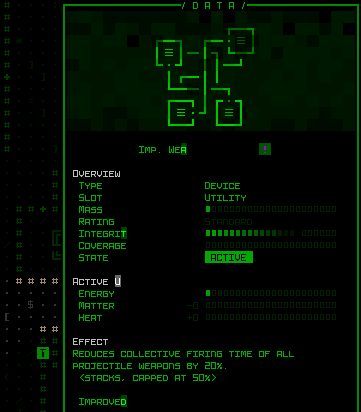 / D A T A /
Imp. Wea
!
Overview
Type Device
Slot Utility
Mass
Rating Standard
Integrit
Coverage
State ACTIVE
Active U
Energy
Matter -0
Heat +0
Effect
Reduces collective firing time of all
projectile weapons by 20%.
<stacks, capped at 50%>
Improved